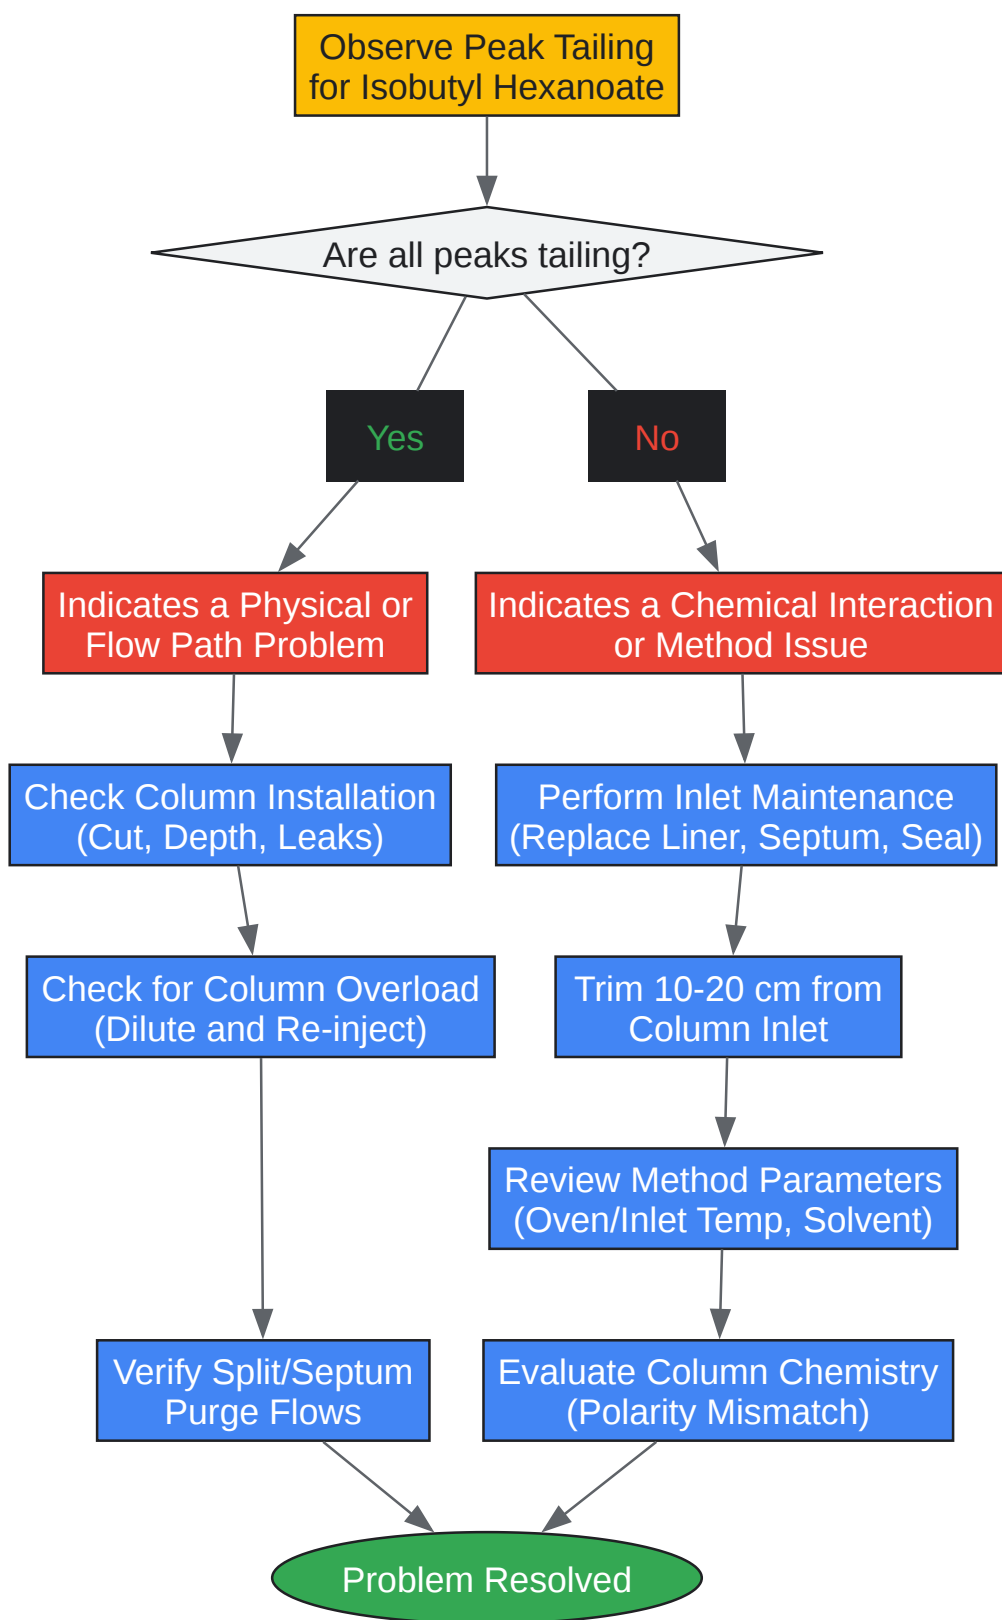 Observe Peak Tailing
for Isobutyl Hexanoate
Are all peaks tailing?
Yes
No
Indicates a Physical or
Flow Path Problem
Indicates a Chemical Interaction
or Method Issue
Check Column Installation
(Cut, Depth, Leaks)
Perform Inlet Maintenance
(Replace Liner, Septum, Seal)
Check for Column Overload
(Dilute and Re-inject)
Trim 10-20 cm from
Column Inlet
Review Method Parameters
(Oven/Inlet Temp, Solvent)
Verify Split/Septum
Purge Flows
Evaluate Column Chemistry
(Polarity Mismatch)
Problem Resolved